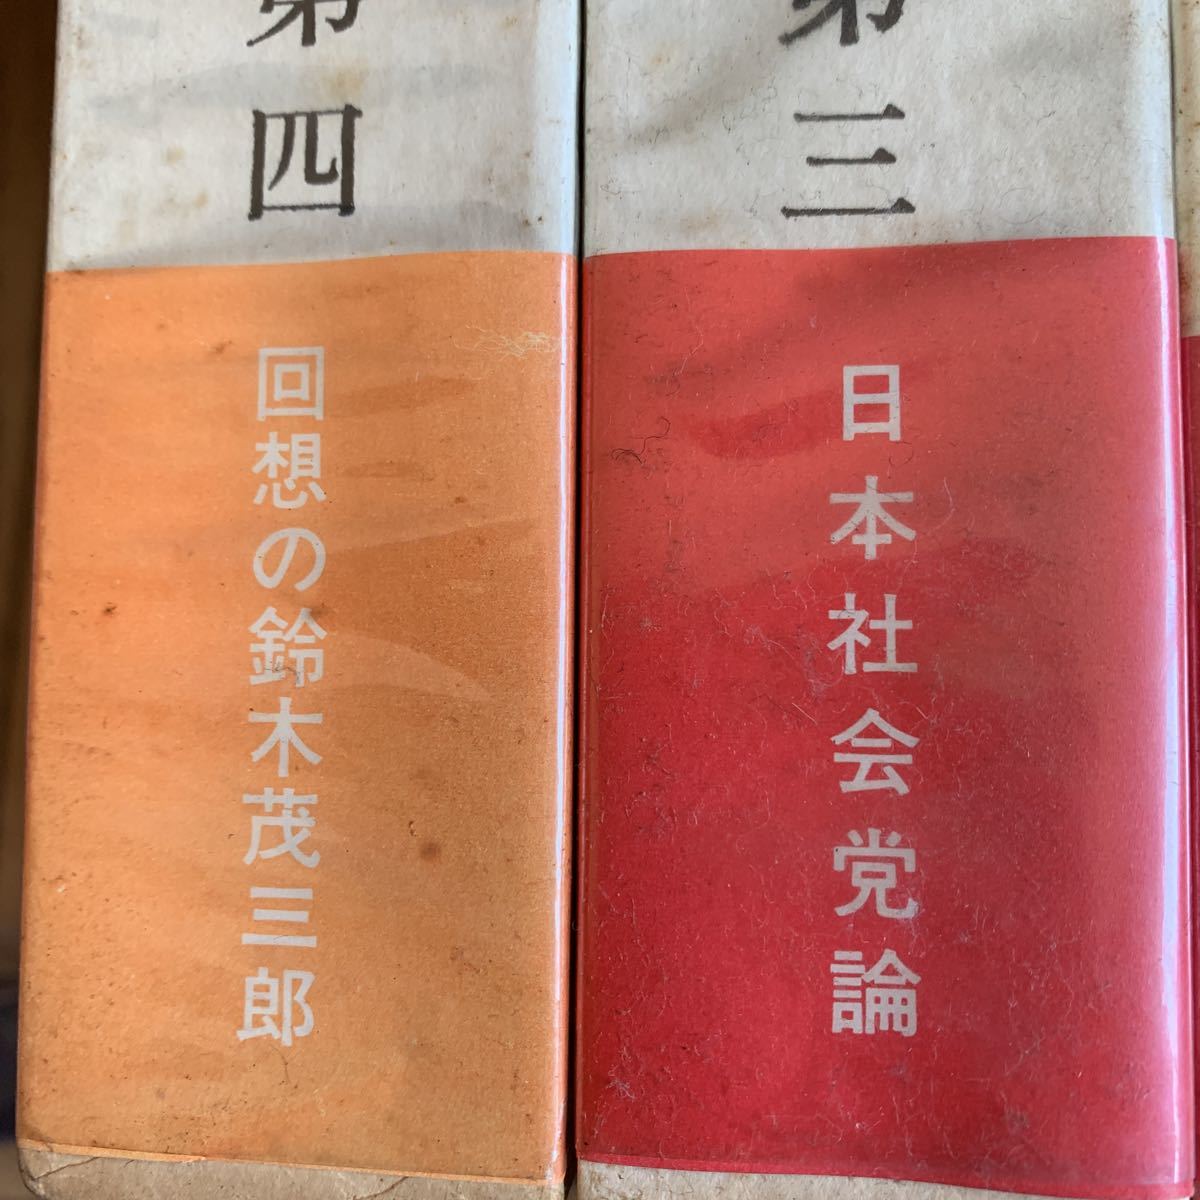 第三
日本社会党論
第四
回想の鈴木茂三郎